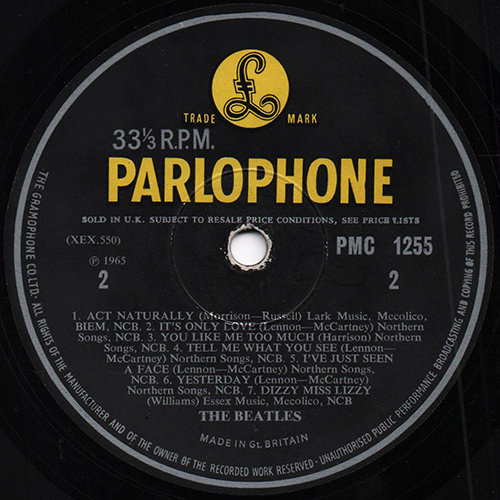 £
TRADE MARK
33⅓ R.P.M.
PARLOPHONE
SOLD IN U.K. SUBJECT TO RESALE PRICE CONDITIONS, SEE PRICE LISTS
(XEX.550)
PMC 1255
℗ 1965
2
2
1. ACT NATURALLY (Morrison—Russell) Lark Music, Mecolico,
BIEM, NCB. 2. IT'S ONLY LOVE (Lennon—McCartney) Northern
Songs, NCB. 3. YOU LIKE ME TOO MUCH (Harrison) Northern
Songs, NCB. 4. TELL ME WHAT YOU SEE (Lennon—
McCartney) Northern Songs, NCB. 5. I'VE JUST SEEN
A FACE (Lennon—McCartney) Northern Songs,
NCB. 6. YESTERDAY (Lennon—McCartney)
Northern Songs, NCB. 7. DIZZY MISS LIZZY
(Williams) Essex Music, Mecolico, NCB
THE BEATLES
MADE IN Gt. BRITAIN
THE GRAMOPHONE CO. LTD. - ALL RIGHTS OF THE MANUFACTURER AND OF THE OWNER OF THE RECORDED WORK RESERVED - UNAUTHORISED PUBLIC PERFORMANCE BROADCASTING AND COPYING OF THIS RECORD PROHIBITED